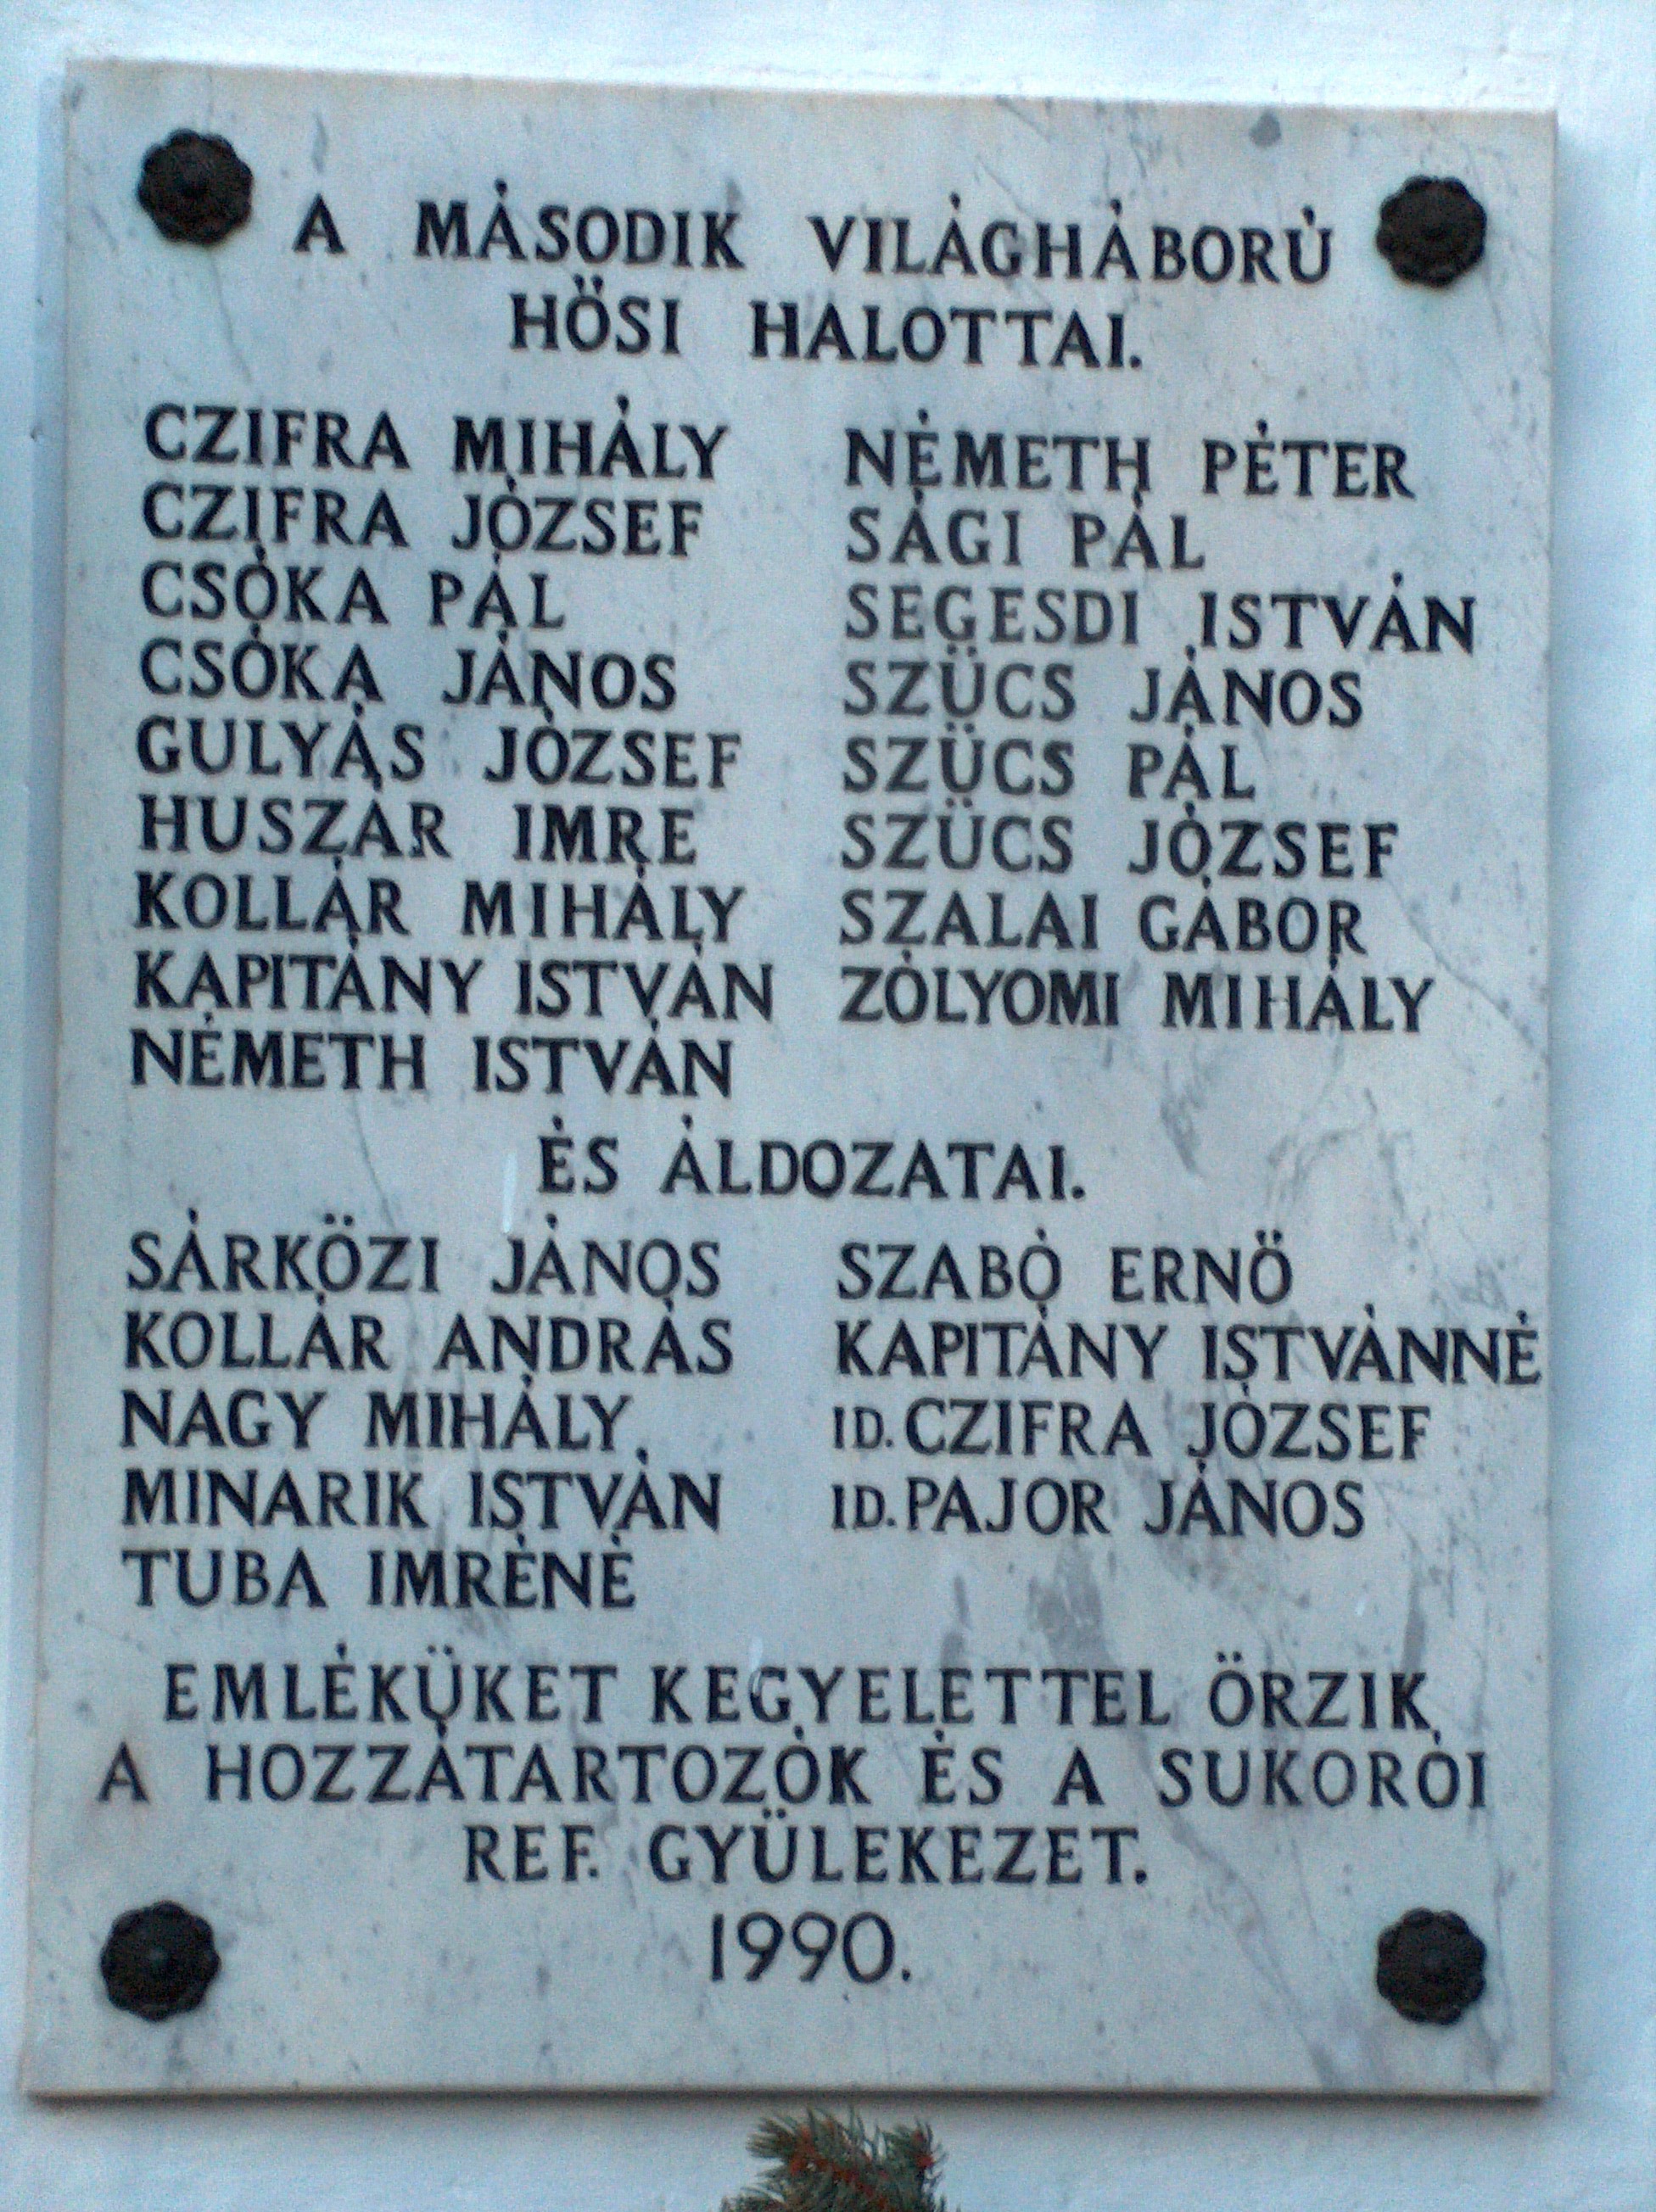 A MÁSODIK VILÁGHÁBORÚ
HÖSI HALOTTAI.
CZIFRA MIHÁLY
CZIFRA JÓZSEF
CSÓKA PÁL
CSÓKA JÁNOS
GULYÁS JÓZSEF
HUSZÁR IMRE
KOLLÁR MIHÁLY
KAPITÁNY ISTVÁN
NÉMETH ISTVÁN
NÉMETH PÉTER
SÁGI PÁL
SEGESDI ISTVÁN
SZÜCS JÁNOS
SZÜCS PÁL
SZÜCS JÓZSEF
SZALAI GÁBOR
ZÓLYOMI MIHÁLY
ÉS ÁLDOZATAI.
SÁRKÖZI JÁNOS
KOLLÁR ANDRÁS
NAGY MIHÁLY
MINARIK ISTVÁN
TUBA IMRÉNÉ
SZABÓ ERNÖ
KAPITÁNY ISTVÁNNÉ
ID. CZIFRA JÓZSEF
ID. PAJOR JÁNOS
EMLÉKÜKET KEGYELETTEL ÖRZIK
A HOZZÁTARTOZÓK ÉS A SUKORÓI
REF. GYÜLEKEZET.
1990.